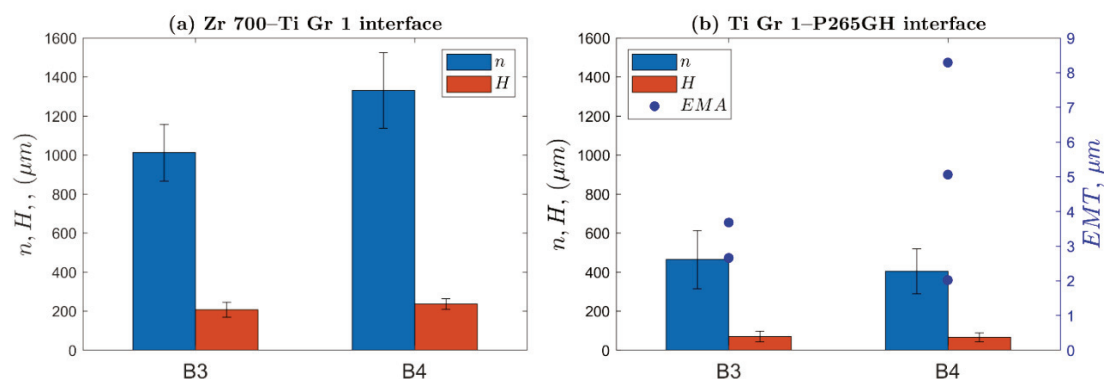 (a) Zr 700–Ti Gr 1 interface
n, H, , (μm)
1600
1400
1200
1000
800
600
400
200
0
B3
B4
n
H
(b) Ti Gr 1–P265GH interface
n, H, (μm)
1600
1400
1200
1000
800
600
400
200
0
B3
B4
n
H
EMA
9
8
7
6
5
4
3
2
1
0
EMT, μm